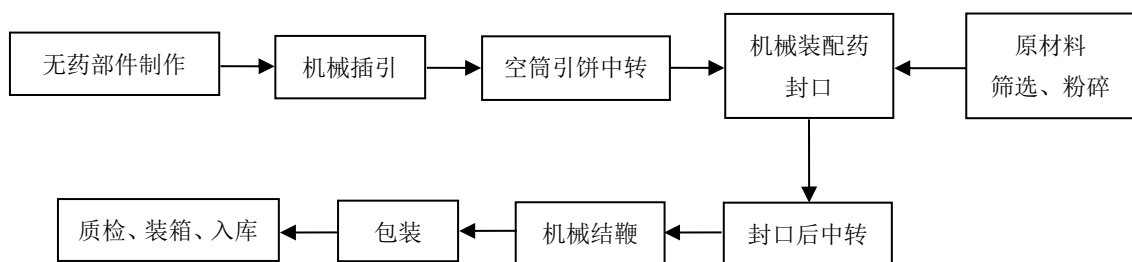 无药部件制作
机械插引
空筒引饼中转
机械装配药
封口
原材料
筛选、粉碎
质检、装箱、入库
包装
机械结鞭
封口后中转